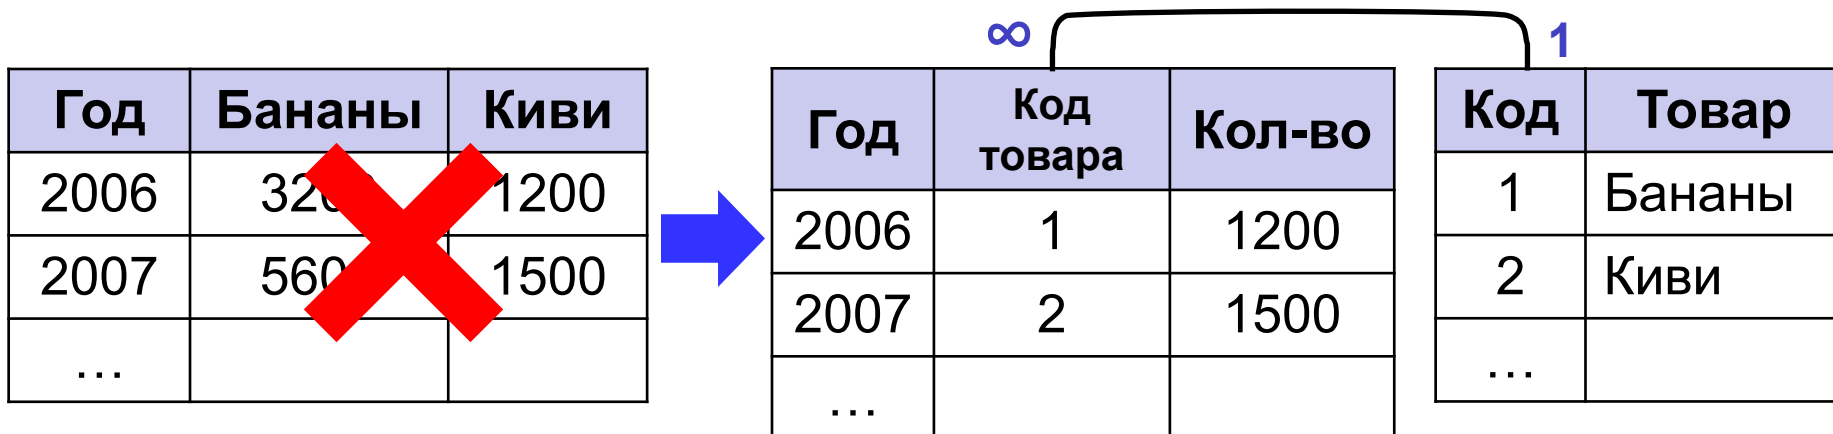 ∞ 1
Год Бананы Киви
2006 1200
2007 1500
…
Год Код товара Кол-во
2006 1 1200
2007 2 1500
…
Код Товар
1 Бананы
2 Киви
…